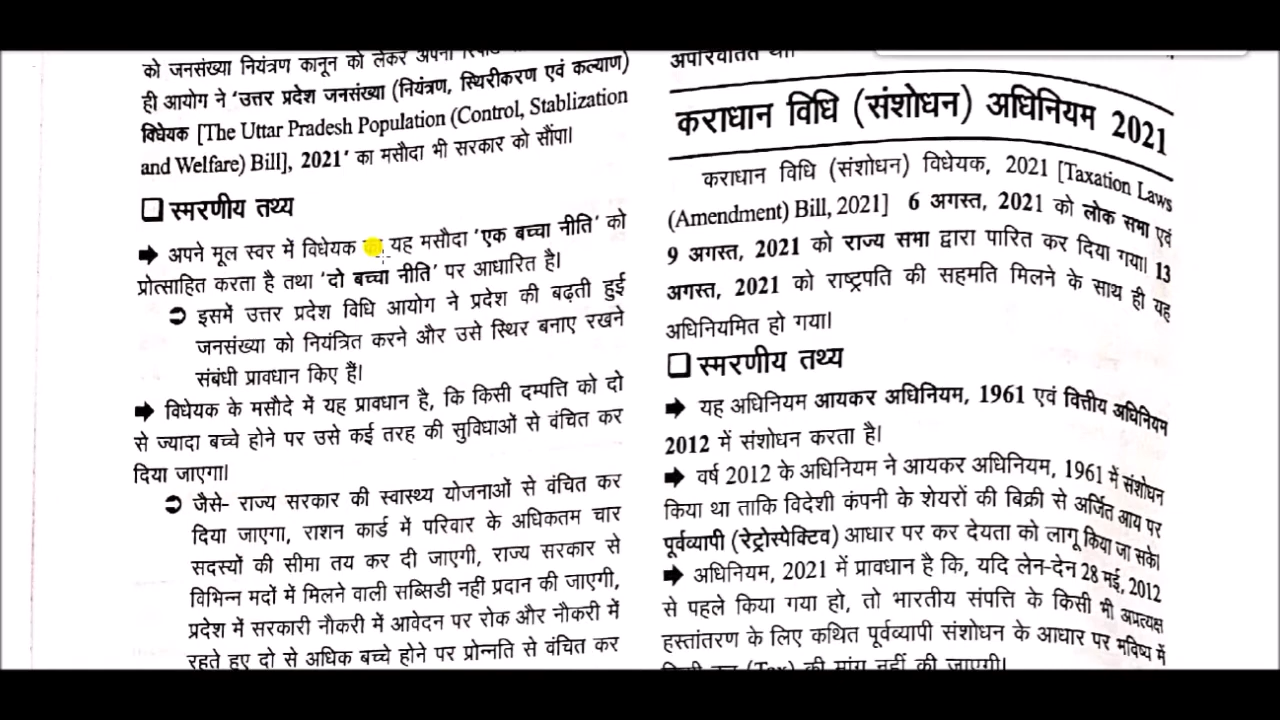 को जनसंख्या नियंत्रण कानून को लेकर अपनी
ही आयोग ने 'उत्तर प्रदेश जनसंख्या (नियंत्रण, स्थिरीकरण एवं कल्याण)
विधेयक [The Uttar Pradesh Population (Control, Stablization
and Welfare) Bill], 2021' का मसौदा भी सरकार को सौंपा।
❑ स्मरणीय तथ्य
➡ अपने मूल स्वर में विधेयक का यह मसौदा 'एक बच्चा नीति' को
प्रोत्साहित करता है तथा 'दो बच्चा नीति' पर आधारित है।
➲ इसमें उत्तर प्रदेश विधि आयोग ने प्रदेश की बढ़ती हुई
जनसंख्या को नियंत्रित करने और उसे स्थिर बनाए रखने
संबंधी प्रावधान किए हैं।
➡ विधेयक के मसौदे में यह प्रावधान है, कि किसी दम्पत्ति को दो
से ज्यादा बच्चे होने पर उसे कई तरह की सुविधाओं से वंचित कर
दिया जाएगा।
➲ जैसे- राज्य सरकार की स्वास्थ्य योजनाओं से वंचित कर
दिया जाएगा, राशन कार्ड में परिवार के अधिकतम चार
सदस्यों की सीमा तय कर दी जाएगी, राज्य सरकार से
विभिन्न मदों में मिलने वाली सब्सिडी नहीं प्रदान की जाएगी,
प्रदेश में सरकारी नौकरी में आवेदन पर रोक और नौकरी में
रहते हुए दो से अधिक बच्चे होने पर प्रोन्नति से वंचित कर
अपरिवर्तित था।
कराधान विधि (संशोधन) अधिनियम 2021
कराधान विधि (संशोधन) विधेयक, 2021 [Taxation Laws
(Amendment) Bill, 2021] 6 अगस्त, 2021 को लोक सभा एवं
9 अगस्त, 2021 को राज्य सभा द्वारा पारित कर दिया गया। 13
अगस्त, 2021 को राष्ट्रपति की सहमति मिलने के साथ ही यह
अधिनियमित हो गया।
❑ स्मरणीय तथ्य
➡ यह अधिनियम आयकर अधिनियम, 1961 एवं वित्तीय अधिनियम
2012 में संशोधन करता है।
➡ वर्ष 2012 के अधिनियम ने आयकर अधिनियम, 1961 में संशोधन
किया था ताकि विदेशी कंपनी के शेयरों की बिक्री से अर्जित आय पर
पूर्वव्यापी (रेट्रोस्पेक्टिव) आधार पर कर देयता को लागू किया जा सके।
➡ अधिनियम, 2021 में प्रावधान है कि, यदि लेन-देन 28 मई, 2012
से पहले किया गया हो, तो भारतीय संपत्ति के किसी भी अप्रत्यक्ष
हस्तांतरण के लिए कथित पूर्वव्यापी संशोधन के आधार पर भविष्य में
किसी कर (Tax) की मांग नहीं की जाएगी।